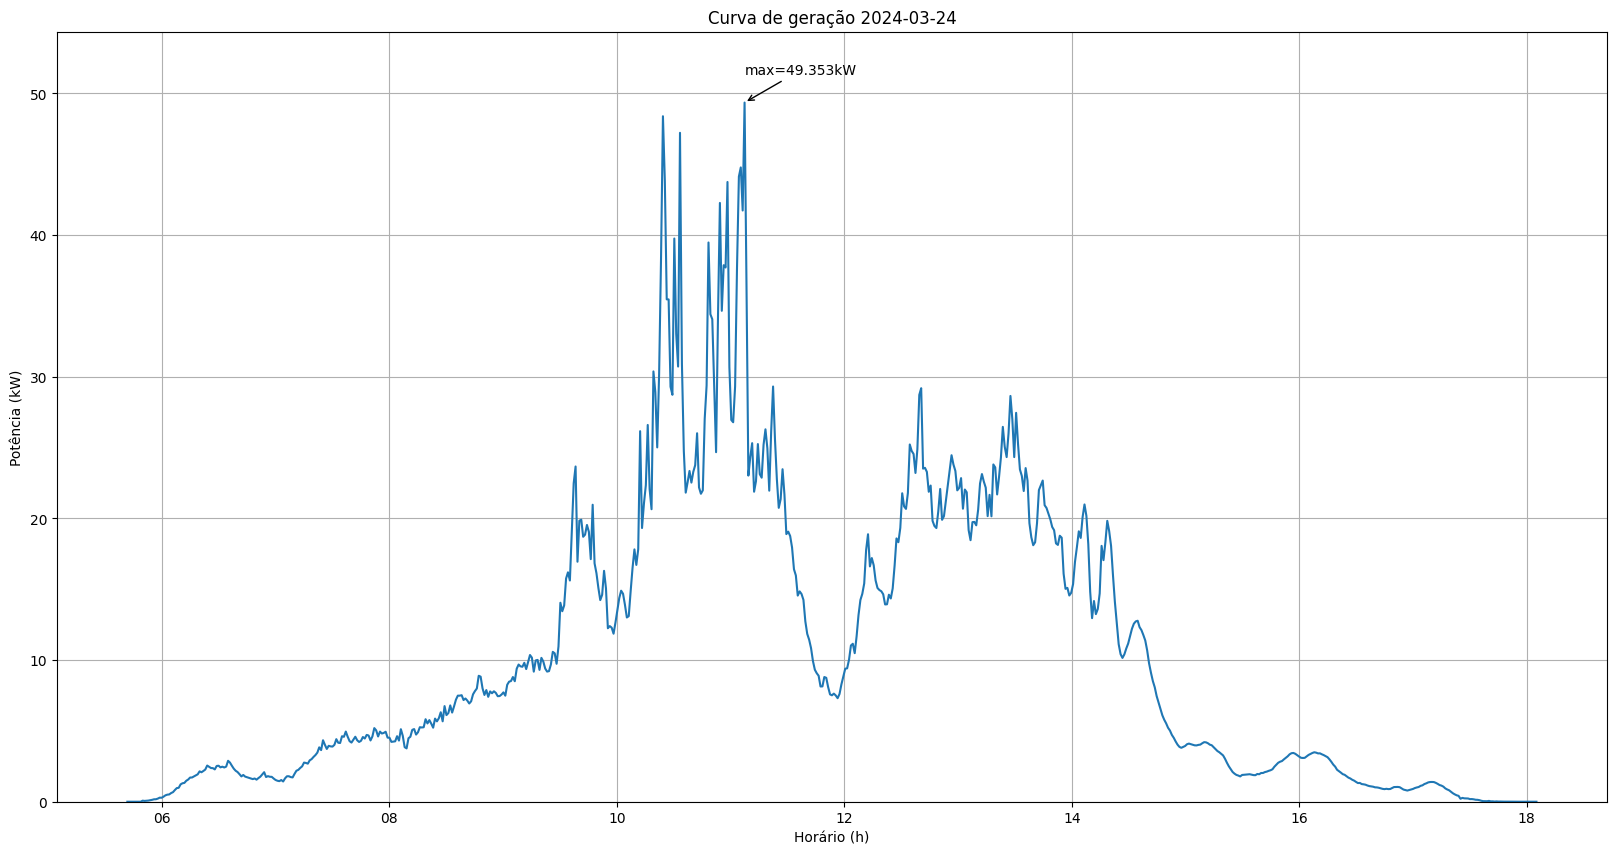 Curva de geração 2024-03-24
max=49.353kW
Potência (kW)
50
40
30
20
10
0
06 08 10 12 14 16 18
Horário (h)